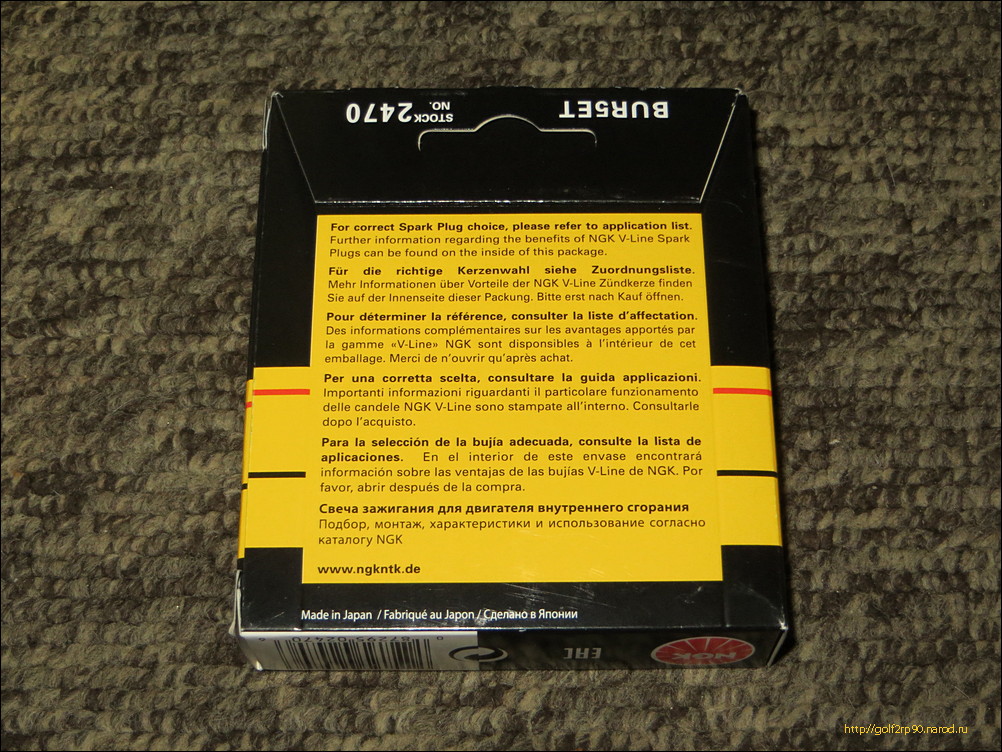 BUR5ET
STOCK NO. 2470
For correct Spark Plug choice, please refer to application list.
Further information regarding the benefits of NGK V-Line Spark
Plugs can be found on the inside of this package.
Für die richtige Kerzenwahl siehe Zuordnungsliste.
Mehr Informationen über Vorteile der NGK V-Line Zündkerze finden
Sie auf der Innenseite dieser Packung. Bitte erst nach Kauf öffnen.
Pour déterminer la référence, consulter la liste d'affectation.
Des informations complémentaires sur les avantages apportés par
la gamme «V-Line» NGK sont disponibles à l'intérieur de cet
emballage. Merci de n'ouvrir qu'après achat.
Per una corretta scelta, consultare la guida applicazioni.
Importanti informazioni riguardanti il particolare funzionamento
delle candele NGK V-Line sono stampate all'interno. Consultarle
dopo l'acquisto.
Para la selección de la bujía adecuada, consulte la lista de
aplicaciones. En el interior de este envase encontrará
información sobre las ventajas de las bujías V-Line de NGK. Por
favor, abrir después de la compra.
Свеча зажигания для двигателя внутреннего сгорания
Подбор, монтаж, характеристики и использование согласно
каталогу NGK
www.ngkntk.de
Made in Japan / Fabriqué au Japon / Сделано в Японии
NGK
EAC
http://golf2rp90.narod.ru